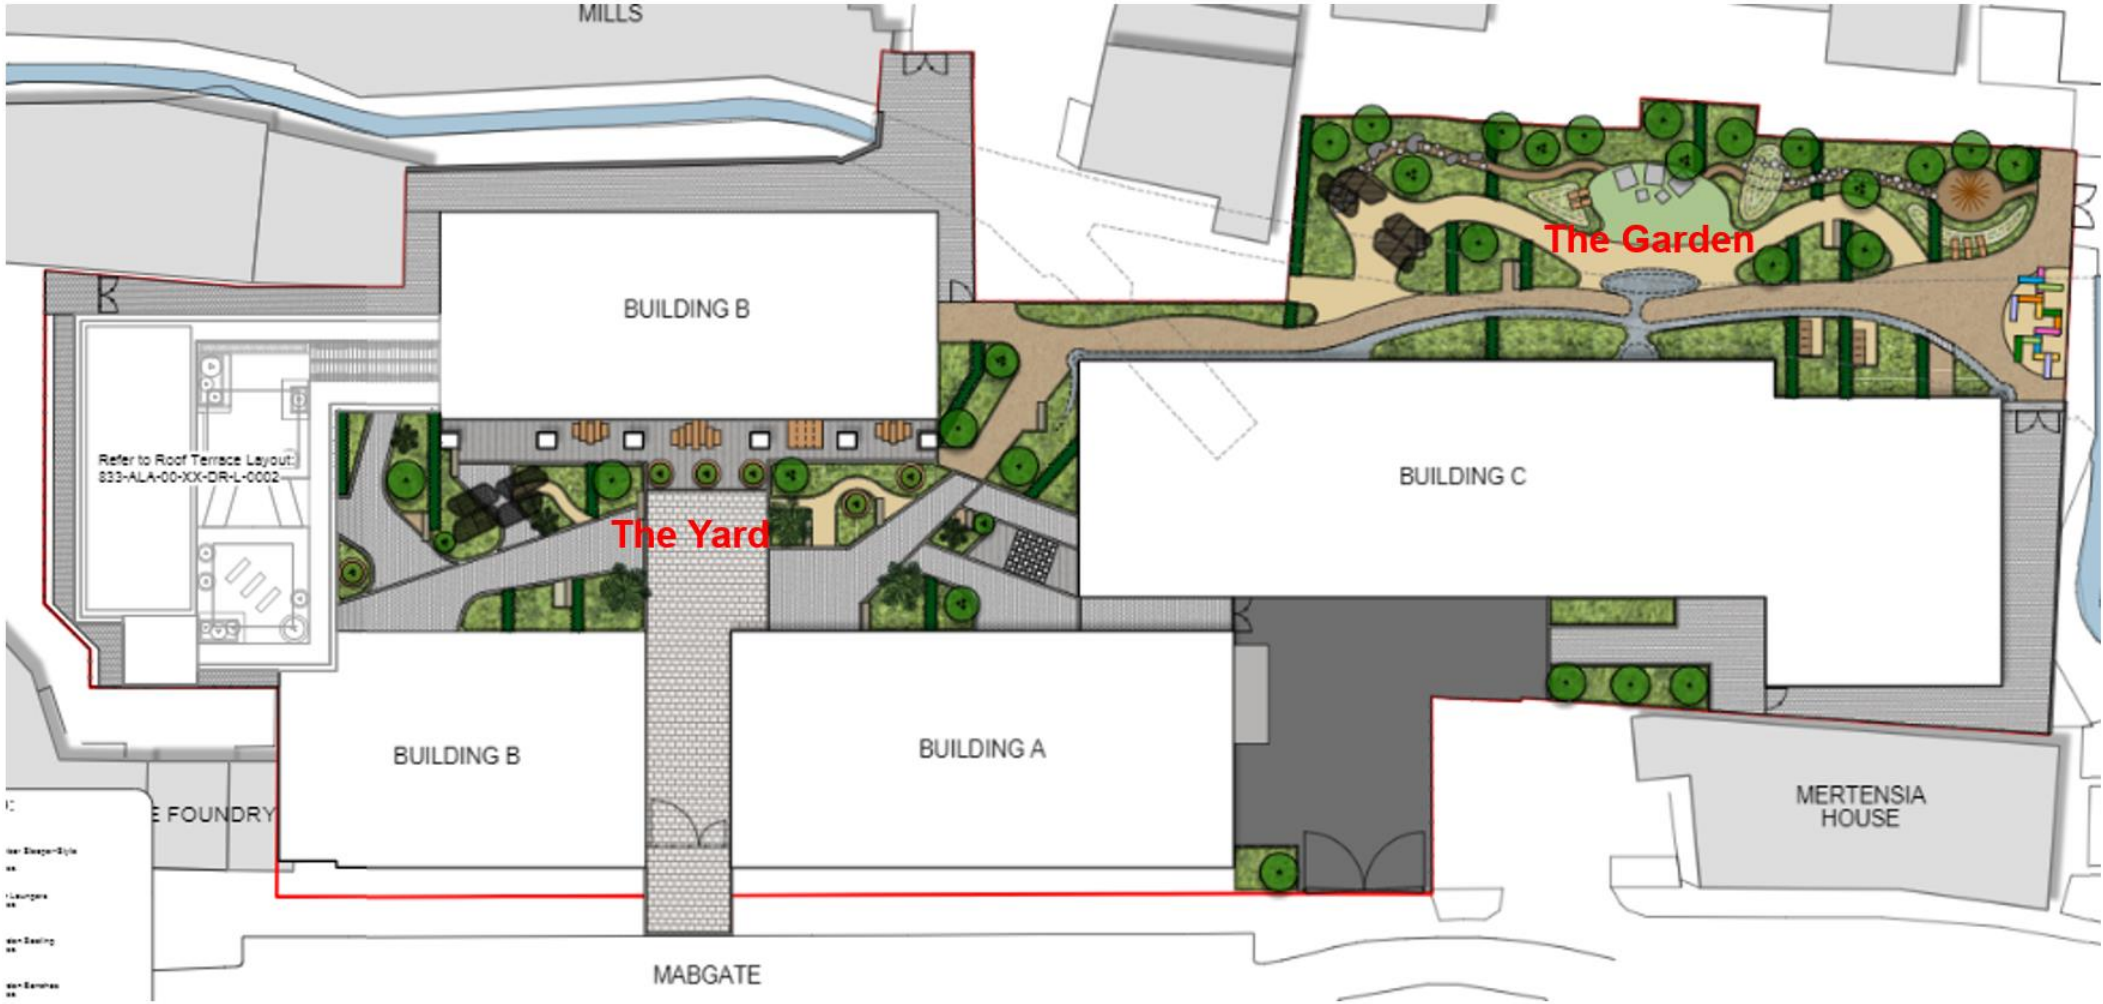 MILLS
The Garden
BUILDING B
Refer to Roof Terrace Layout:
833-ALA-00-XX-DR-L-0002
BUILDING C
The Yard
BUILDING B
BUILDING A
MERTENSIA
HOUSE
E FOUNDRY
MABGATE